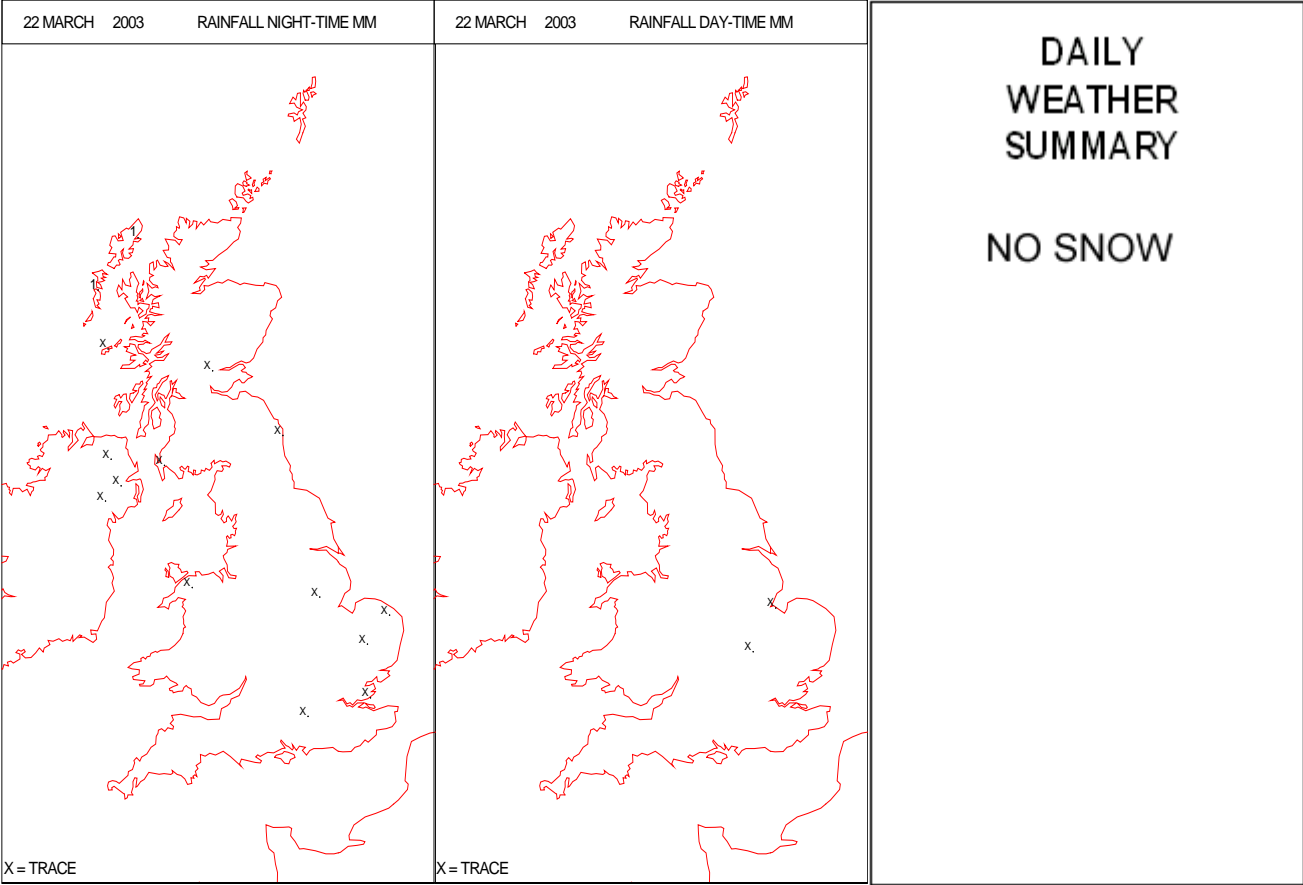 22 MARCH 2003 RAINFALL NIGHT-TIME MM
1
1
X.
X.
X.
X.
X.
X.
X.
X.
X.
X.
X.
X.
X.
X = TRACE
22 MARCH 2003 RAINFALL DAY-TIME MM
X.
X.
X = TRACE
DAILY
WEATHER
SUMMARY
NO SNOW